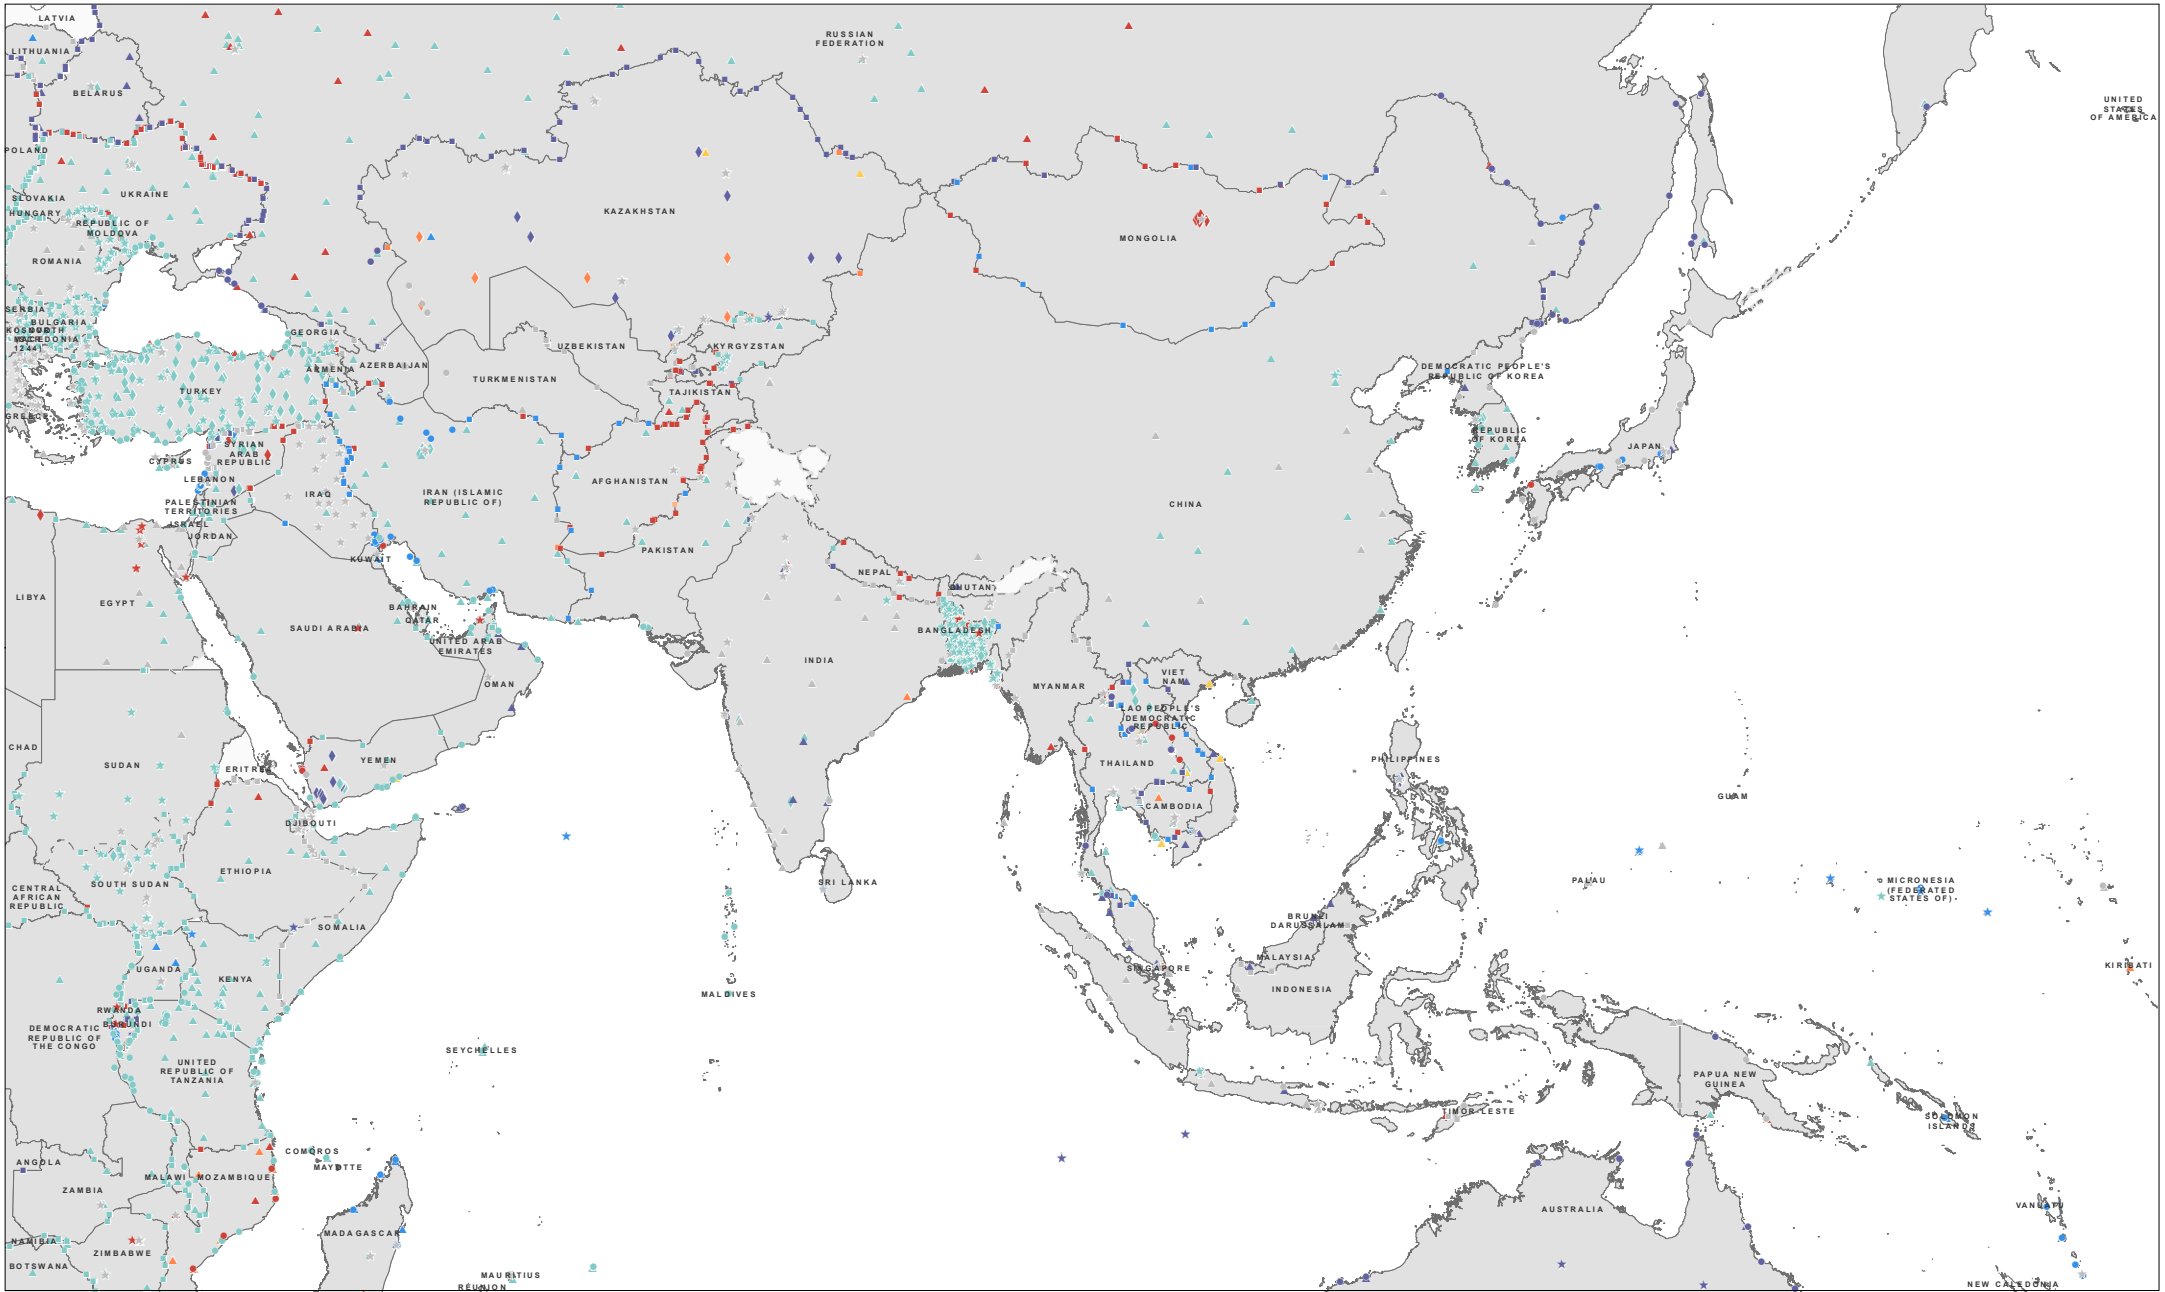 LATVIA
RUSSIAN
FEDERATION
LITHUANIA
BELARUS
UNITED
STATES
OF AMERICA
POLAND
SLOVAKIA
UKRAINE
HUNGARY
REPUBLIC OF
MOLDOVA
KAZAKHSTAN
MONGOLIA
ROMANIA
SERBIA
BULGARIA
GEORGIA
MACEDONIA
1244)
UZBEKISTAN
KYRGYZSTAN
ARMENIA
AZERBAIJAN
TURKMENISTAN
TAJIKISTAN
DEMOCRATIC PEOPLE'S
REPUBLIC OF KOREA
TURKEY
GREECE
REPUBLIC
OF KOREA
JAPAN
SYRIAN
ARAB
REPUBLIC
CYPRUS
LEBANON
IRAQ
IRAN (ISLAMIC
REPUBLIC OF)
AFGHANISTAN
PALESTINIAN
TERRITORIES
CHINA
ISRAEL
JORDAN
KUWAIT
PAKISTAN
NEPAL
BHUTAN
LIBYA
EGYPT
BAHRAIN
QATAR
SAUDI ARABIA
UNITED ARAB
EMIRATES
BANGLADESH
INDIA
OMAN
MYANMAR
VIET
NAM
LAO PEOPLE'S
DEMOCRATIC
REPUBLIC
CHAD
SUDAN
ERITREA
YEMEN
THAILAND
PHILIPPINES
GUAM
CAMBODIA
DJIBOUTI
ETHIOPIA
SOUTH SUDAN
CENTRAL
AFRICAN
REPUBLIC
SRI LANKA
PALAU
MICRONESIA
(FEDERATED
STATES OF)
SOMALIA
BRUNEI
DARUSSALAM
MALAYSIA
SINGAPORE
INDONESIA
KIRIBATI
UGANDA
KENYA
MALDIVES
RWANDA
BURUNDI
DEMOCRATIC
REPUBLIC OF
THE CONGO
SEYCHELLES
UNITED
REPUBLIC OF
TANZANIA
PAPUA NEW
GUINEA
TIMOR-LESTE
SOLOMON
ISLANDS
COMOROS
MAYOTTE
ANGOLA
ZAMBIA
MALAWI
MOZAMBIQUE
MADAGASCAR
AUSTRALIA
VANUATU
NAMIBIA
ZIMBABWE
BOTSWANA
MAURITIUS
RÉUNION
NEW CALEDONIA